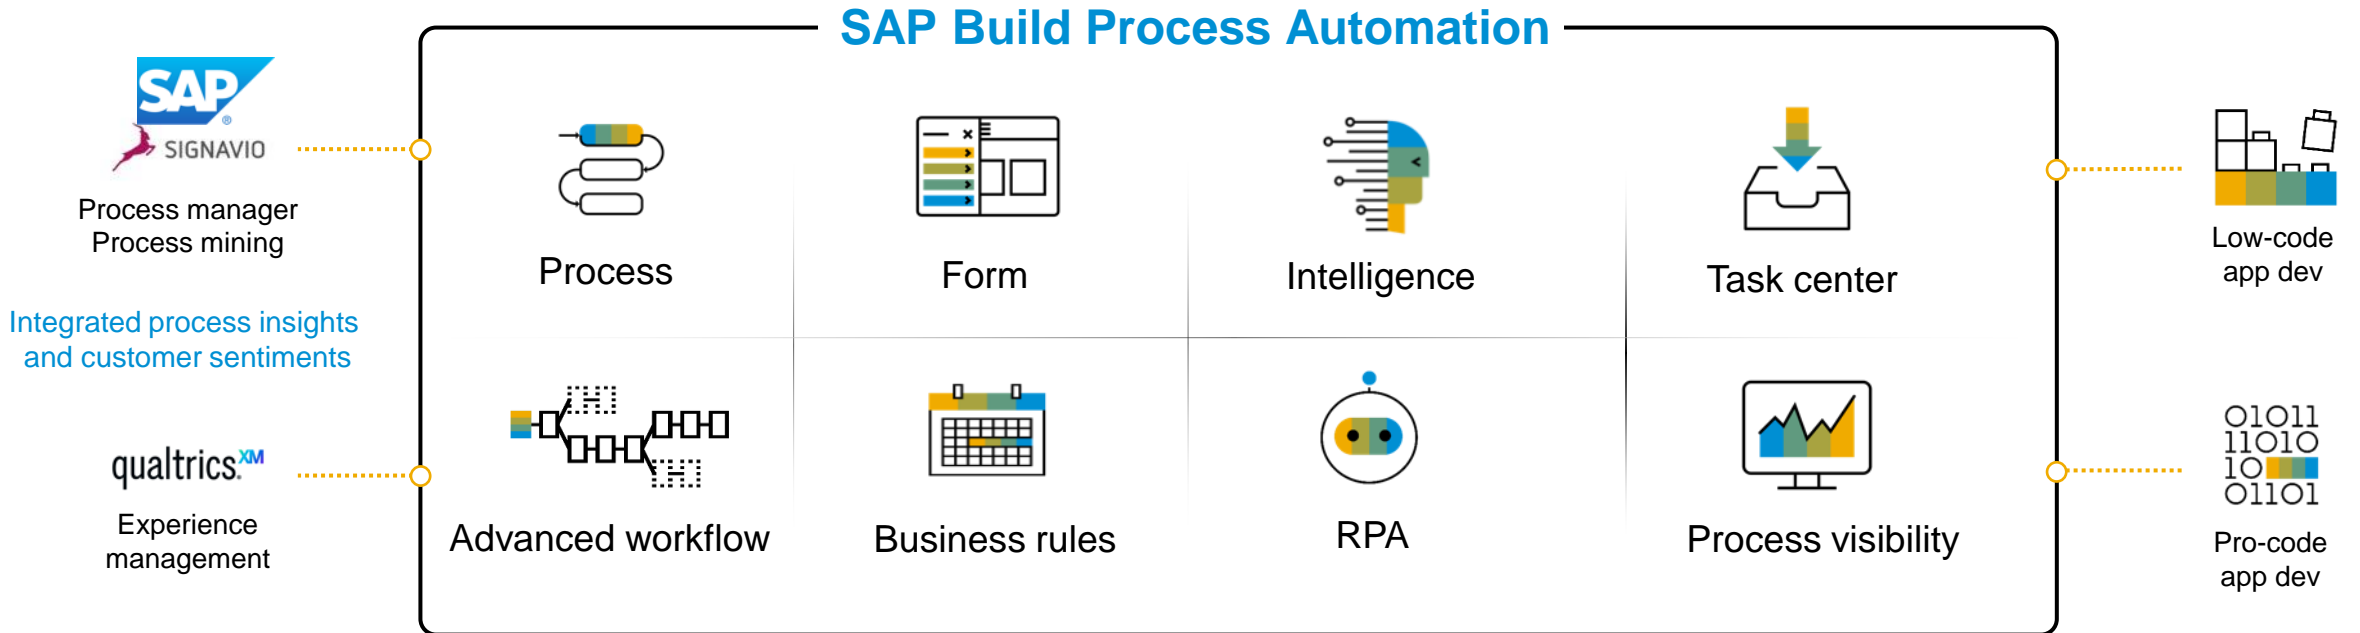 SAP Build Process Automation
SAP
®
SIGNAVIO
Process manager
Process mining
Integrated process insights
and customer sentiments
qualtrics.XM
Experience
management
Process
Form
Intelligence
Task center
Advanced workflow
Business rules
RPA
Process visibility
Low-code
app dev
01011
11010
10
01101
Pro-code
app dev